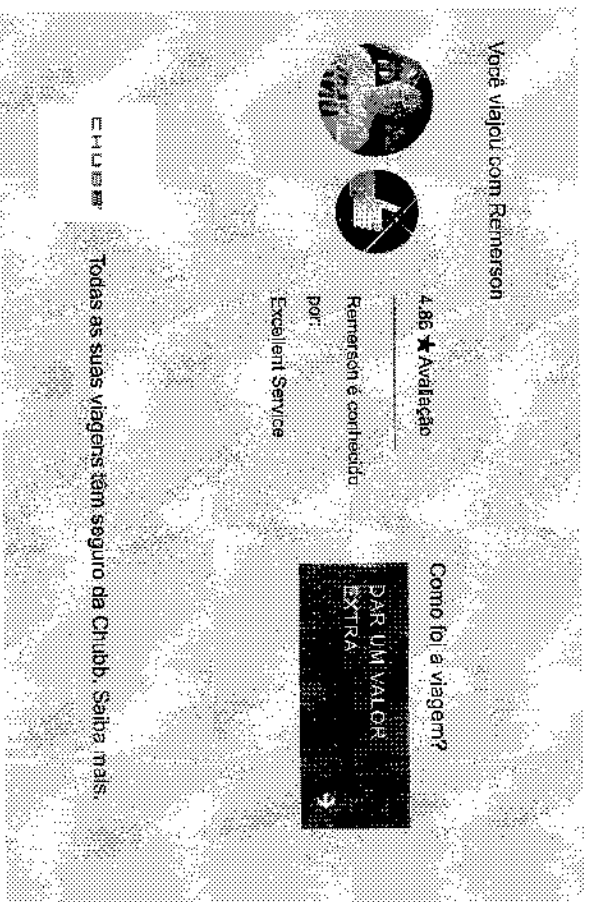 Você viajou com Remerson
4.86 ★ Avaliação
Remerson é conhecido
por:
Excellent Service
Como foi a viagem?
DAR UM VALOR
EXTRA
CHUBB®
Todas as suas viagens têm seguro da Chubb. Saiba mais.